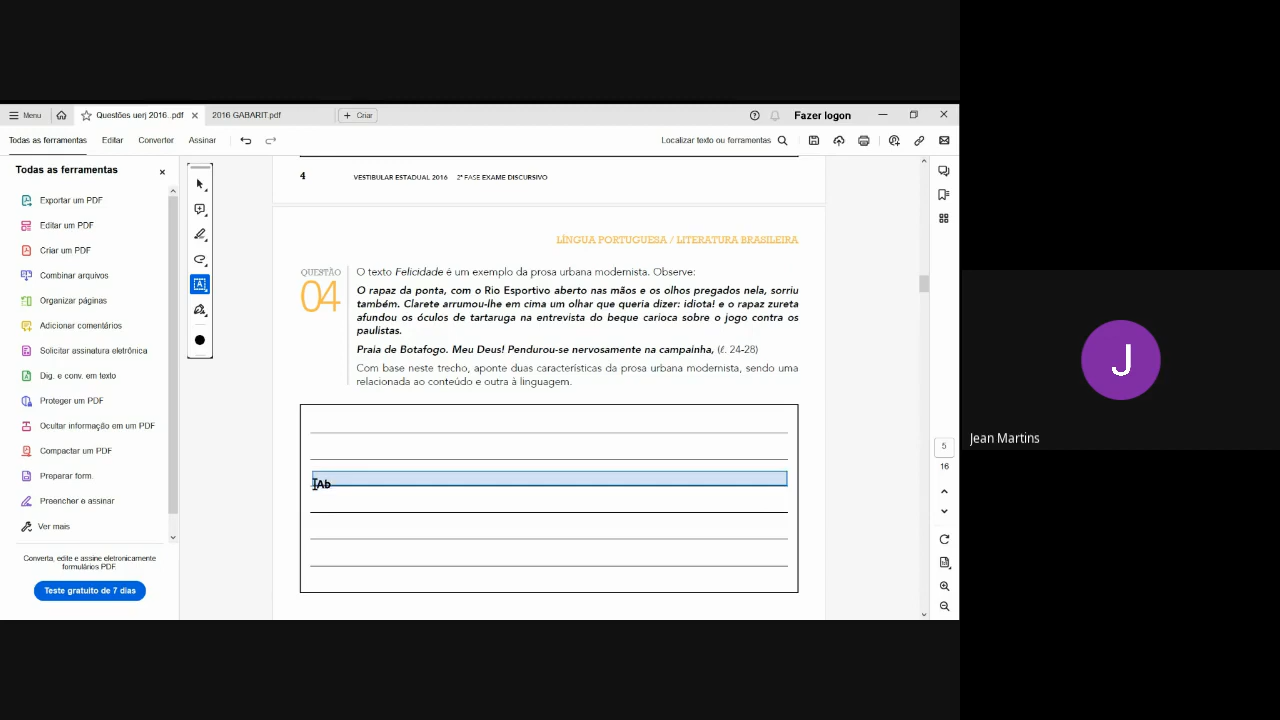 Menu
Questões uerj 2016..pdf
2016 GABARIT.pdf
Criar
Fazer logon
Todas as ferramentas
Editar
Converter
Assinar
Localizar texto ou ferramentas
Todas as ferramentas
Exportar um PDF
Editar um PDF
Criar um PDF
Combinar arquivos
Organizar páginas
Adicionar comentários
Solicitar assinatura eletrônica
Dig. e conv. em texto
Proteger um PDF
Ocultar informação em um PDF
Compactar um PDF
Preparar form.
Preencher e assinar
Ver mais
Converta, edite e assine eletronicamente
formulários PDF.
Teste gratuito de 7 dias
4 VESTIBULAR ESTADUAL 2016 2ª FASE EXAME DISCURSIVO
LÍNGUA PORTUGUESA / LITERATURA BRASILEIRA
QUESTÃO
04
O texto Felicidade é um exemplo da prosa urbana modernista. Observe:
O rapaz da ponta, com o Rio Esportivo aberto nas mãos e os olhos pregados nela, sorriu
também. Clarete arrumou-lhe em cima um olhar que queria dizer: idiota! e o rapaz zureta
afundou os óculos de tartaruga na entrevista do beque carioca sobre o jogo contra os
paulistas.
Praia de Botafogo. Meu Deus! Pendurou-se nervosamente na campainha, (ℓ. 24-28)
Com base neste trecho, aponte duas características da prosa urbana modernista, sendo uma
relacionada ao conteúdo e outra à linguagem.
Ab
5
16
J
Jean Martins